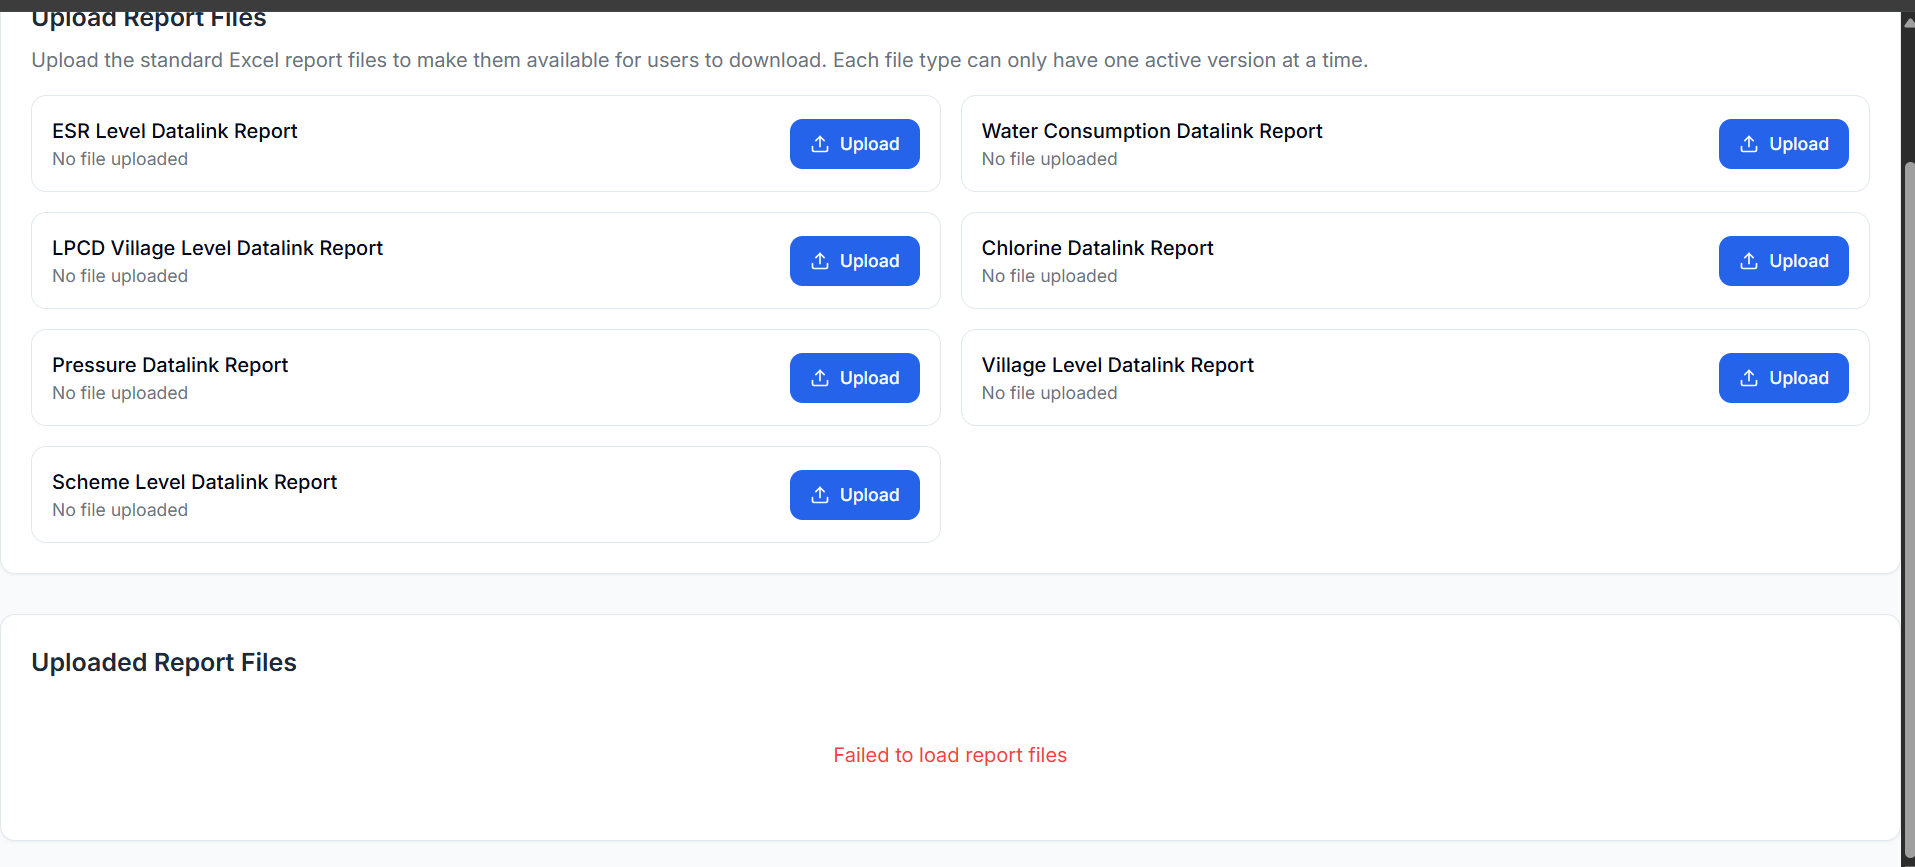 Upload Report Files
Upload the standard Excel report files to make them available for users to download. Each file type can only have one active version at a time.
ESR Level Datalink Report
No file uploaded
Upload
Water Consumption Datalink Report
No file uploaded
Upload
LPCD Village Level Datalink Report
No file uploaded
Upload
Chlorine Datalink Report
No file uploaded
Upload
Pressure Datalink Report
No file uploaded
Upload
Village Level Datalink Report
No file uploaded
Upload
Scheme Level Datalink Report
No file uploaded
Upload
Uploaded Report Files
Failed to load report files